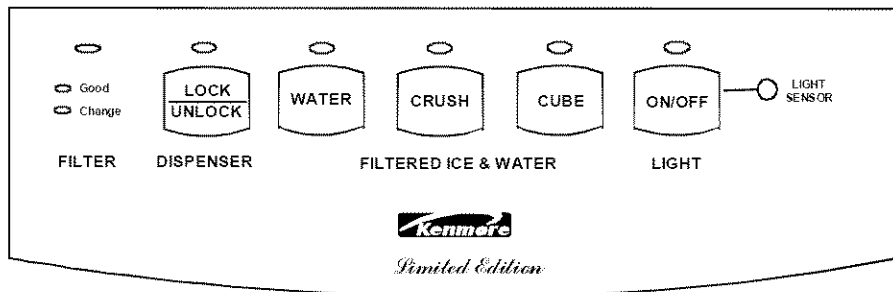 Good
Change
LOCK
UNLOCK
WATER
CRUSH
CUBE
ON/OFF
LIGHT
SENSOR
FILTER
DISPENSER
FILTERED ICE & WATER
LIGHT
Kenmore
Limited Edition